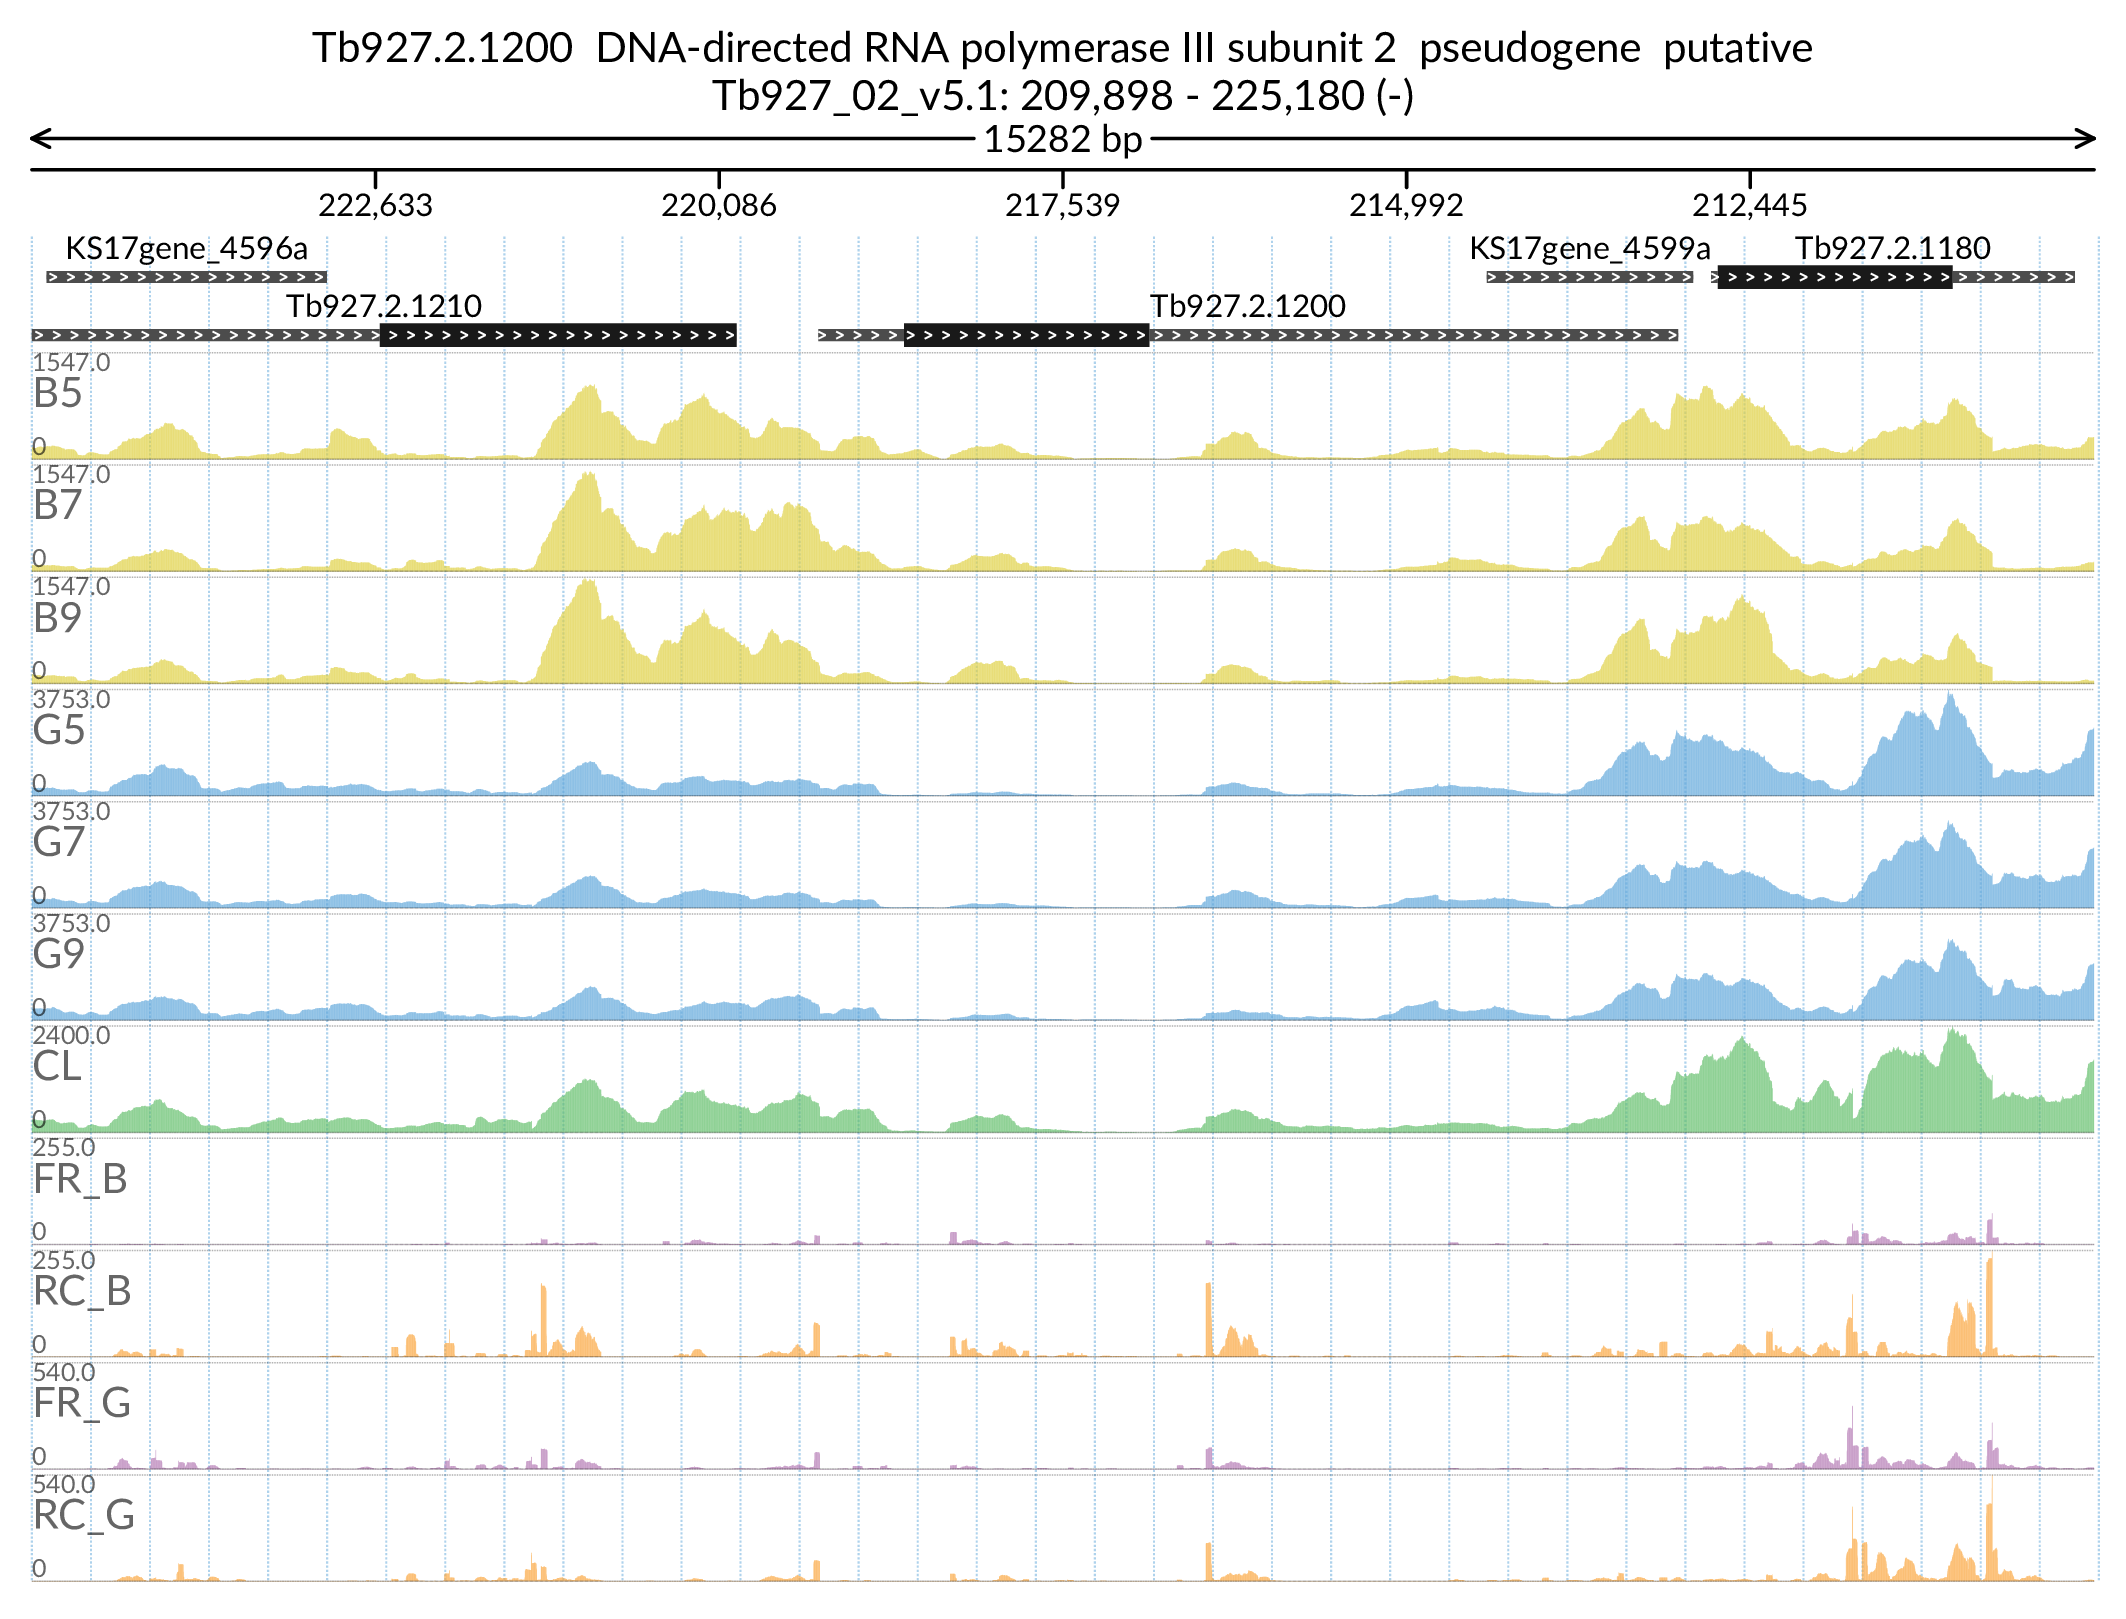 Tb927.2.1200  DNA-directed RNA polymerase III subunit 2  pseudogene  putative
Tb927_02_v5.1: 209,898 - 225,180 (-)
15282 bp
222,633 220,086 217,539 214,992 212,445
KS17gene_4596a KS17gene_4599a Tb927.2.1180
Tb927.2.1210 Tb927.2.1200
1547.0
B5
0
1547.0
B7
0
1547.0
B9
0
3753.0
G5
0
3753.0
G7
0
3753.0
G9
0
2400.0
CL
0
255.0
FR_B
0
255.0
RC_B
0
540.0
FR_G
0
540.0
RC_G
0